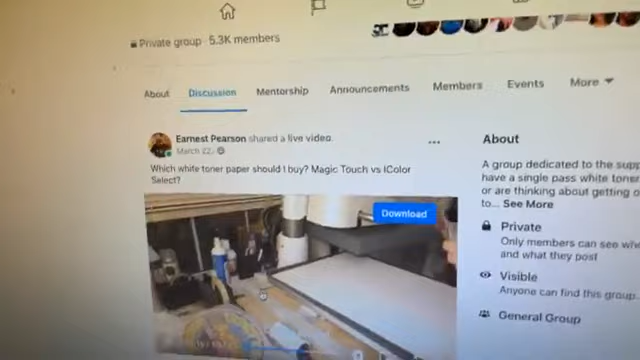 Private group · 5.3K members
About Discussion Mentorship Announcements Members Events More
Earnest Pearson shared a live video.
March 22 ·
Which white toner paper should I buy? Magic Touch vs IColor
Select?
Download
About
A group dedicated to the supp
have a single pass white toner
or are thinking about getting o
to... See More
Private
Only members can see who
and what they post
Visible
Anyone can find this group.
General Group